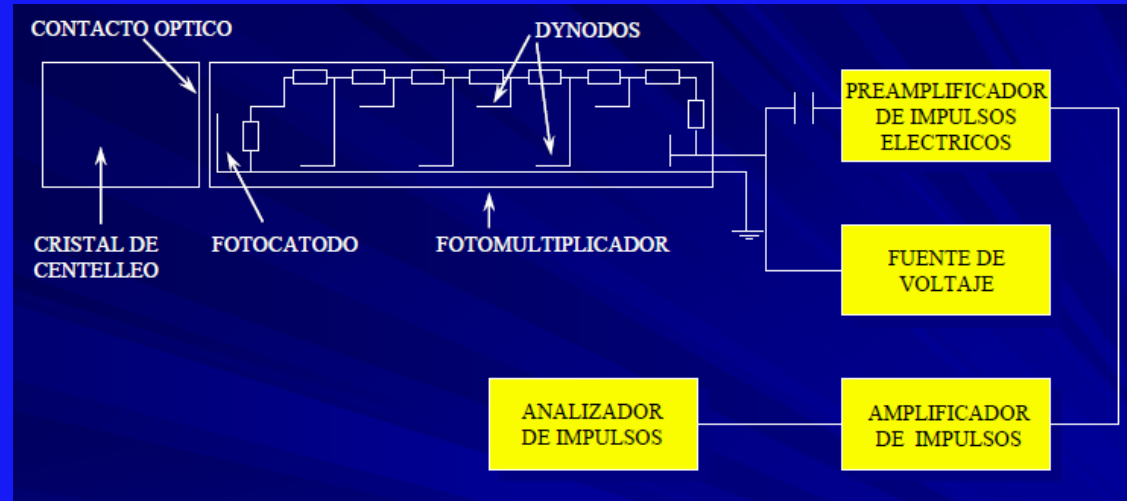 CONTACTO OPTICO
DYNODOS
PREAMPLIFICADOR
DE IMPULSOS
ELECTRICOS
CRISTAL DE
CENTELLEO
FOTOCATODO
FOTOMULTIPLICADOR
FUENTE DE
VOLTAJE
ANALIZADOR
DE IMPULSOS
AMPLIFICADOR
DE IMPULSOS